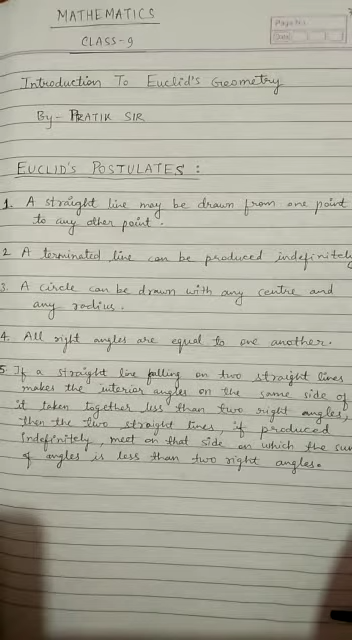 MATHEMATICS
Page No.
Date
CLASS-9
Introduction To Euclid's Geometry
By- PRATIK SIR
EUCLID'S POSTULATES :
1. A straight line may be drawn from one point
to any other point.
2 A terminated line can be produced indefinitely
3. A circle can be drawn with any centre and
any radius.
4. All right angles are equal to one another.
5 If a straight line falling on two straight lines
makes the interior angles on the same side of
it taken together less than two right angles,
then the two straight lines, if produced
indefinitely, meet on that side on which the sum
of angles is less than two right angles.